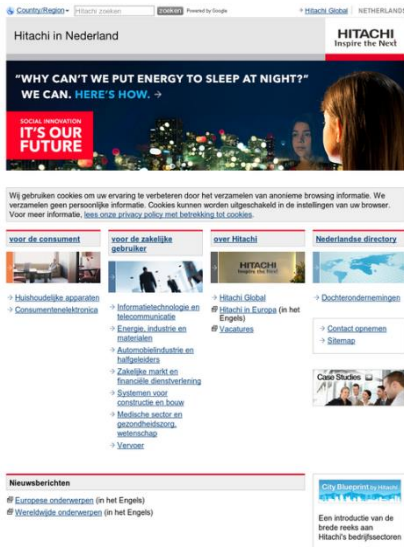 Country/Region
Hitachi zoeken
zoeken
Powered by Google
Hitachi Global
NETHERLANDS
Hitachi in Nederland
HITACHI
Inspire the Next
"WHY CAN'T WE PUT ENERGY TO SLEEP AT NIGHT?"
WE CAN. HERE'S HOW. →
SOCIAL INNOVATION
IT'S OUR
FUTURE
Wij gebruiken cookies om uw ervaring te verbeteren door het verzamelen van anonieme browsing informatie. We
verzamelen geen persoonlijke informatie. Cookies kunnen worden uitgeschakeld in de instellingen van uw browser.
Voor meer informatie, lees onze privacy policy met betrekking tot cookies.
voor de consument
Huishoudelijke apparaten
Consumentenelektronica
voor de zakelijke
gebruiker
Informatietechnologie en
telecommunicatie
Energie, industrie en
materialen
Automobielindustrie en
halfgeleiders
Zakelijke markt en
financiële dienstverlening
Systemen voor
constructie en bouw
Medische sector en
gezondheidszorg,
wetenschap
Vervoer
over Hitachi
HITACHI
Inspire the Next
Hitachi Global
Hitachi in Europa (in het
Engels)
Vacatures
Nederlandse directory
Dochterondernemingen
Contact opnemen
Sitemap
Case Studies
Nieuwsberichten
Europese onderwerpen (in het Engels)
Wereldwijde onderwerpen (in het Engels)
City Blueprint by Hitachi
Een introductie van de
brede reeks aan
Hitachi's bedrijfssectoren